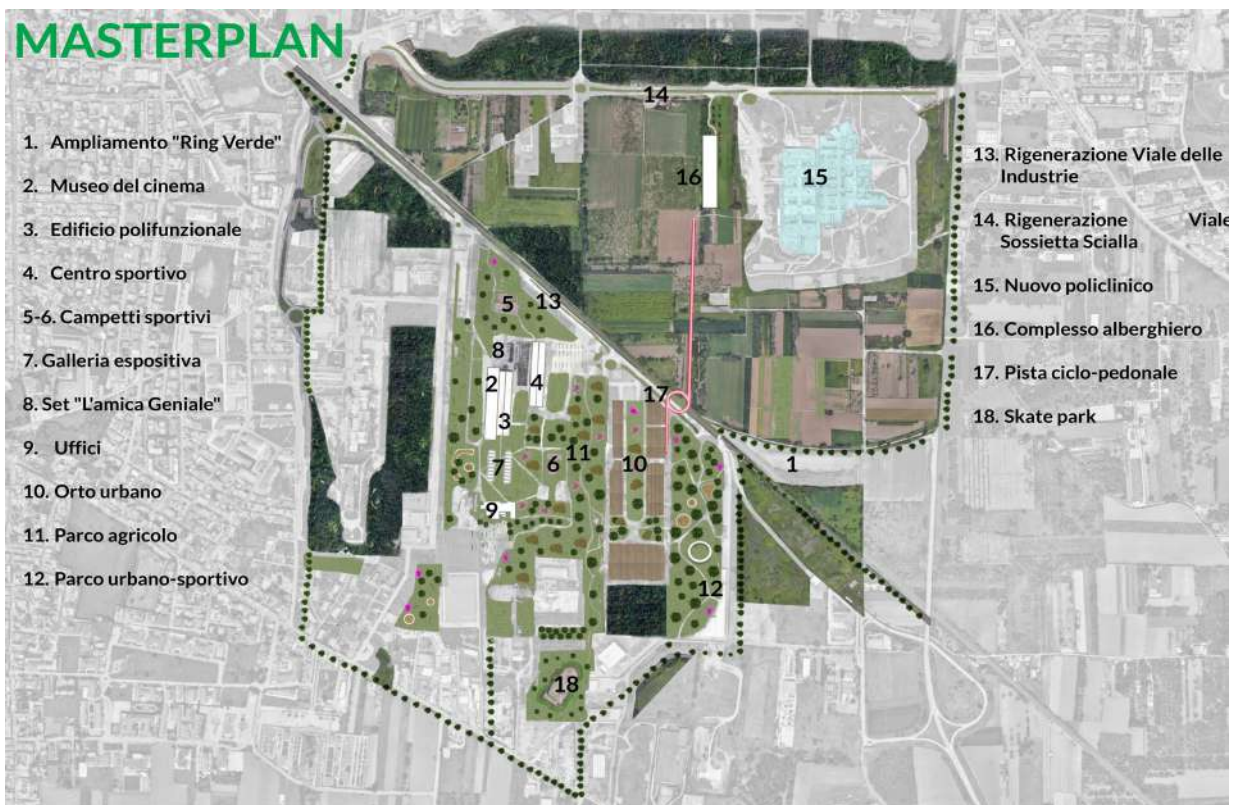 MASTERPLAN
1. Ampliamento "Ring Verde"
2. Museo del cinema
3. Edificio polifunzionale
4. Centro sportivo
5-6. Campetti sportivi
7. Galleria espositiva
8. Set "L'amica Geniale"
9. Uffici
10. Orto urbano
11. Parco agricolo
12. Parco urbano-sportivo
13. Rigenerazione Viale delle
Industrie
14. Rigenerazione Viale
Sossietta Scialla
15. Nuovo policlinico
16. Complesso alberghiero
17. Pista ciclo-pedonale
18. Skate park
14
16
15
5
13
8
2
4
3
17
11
6
7
10
1
9
12
18